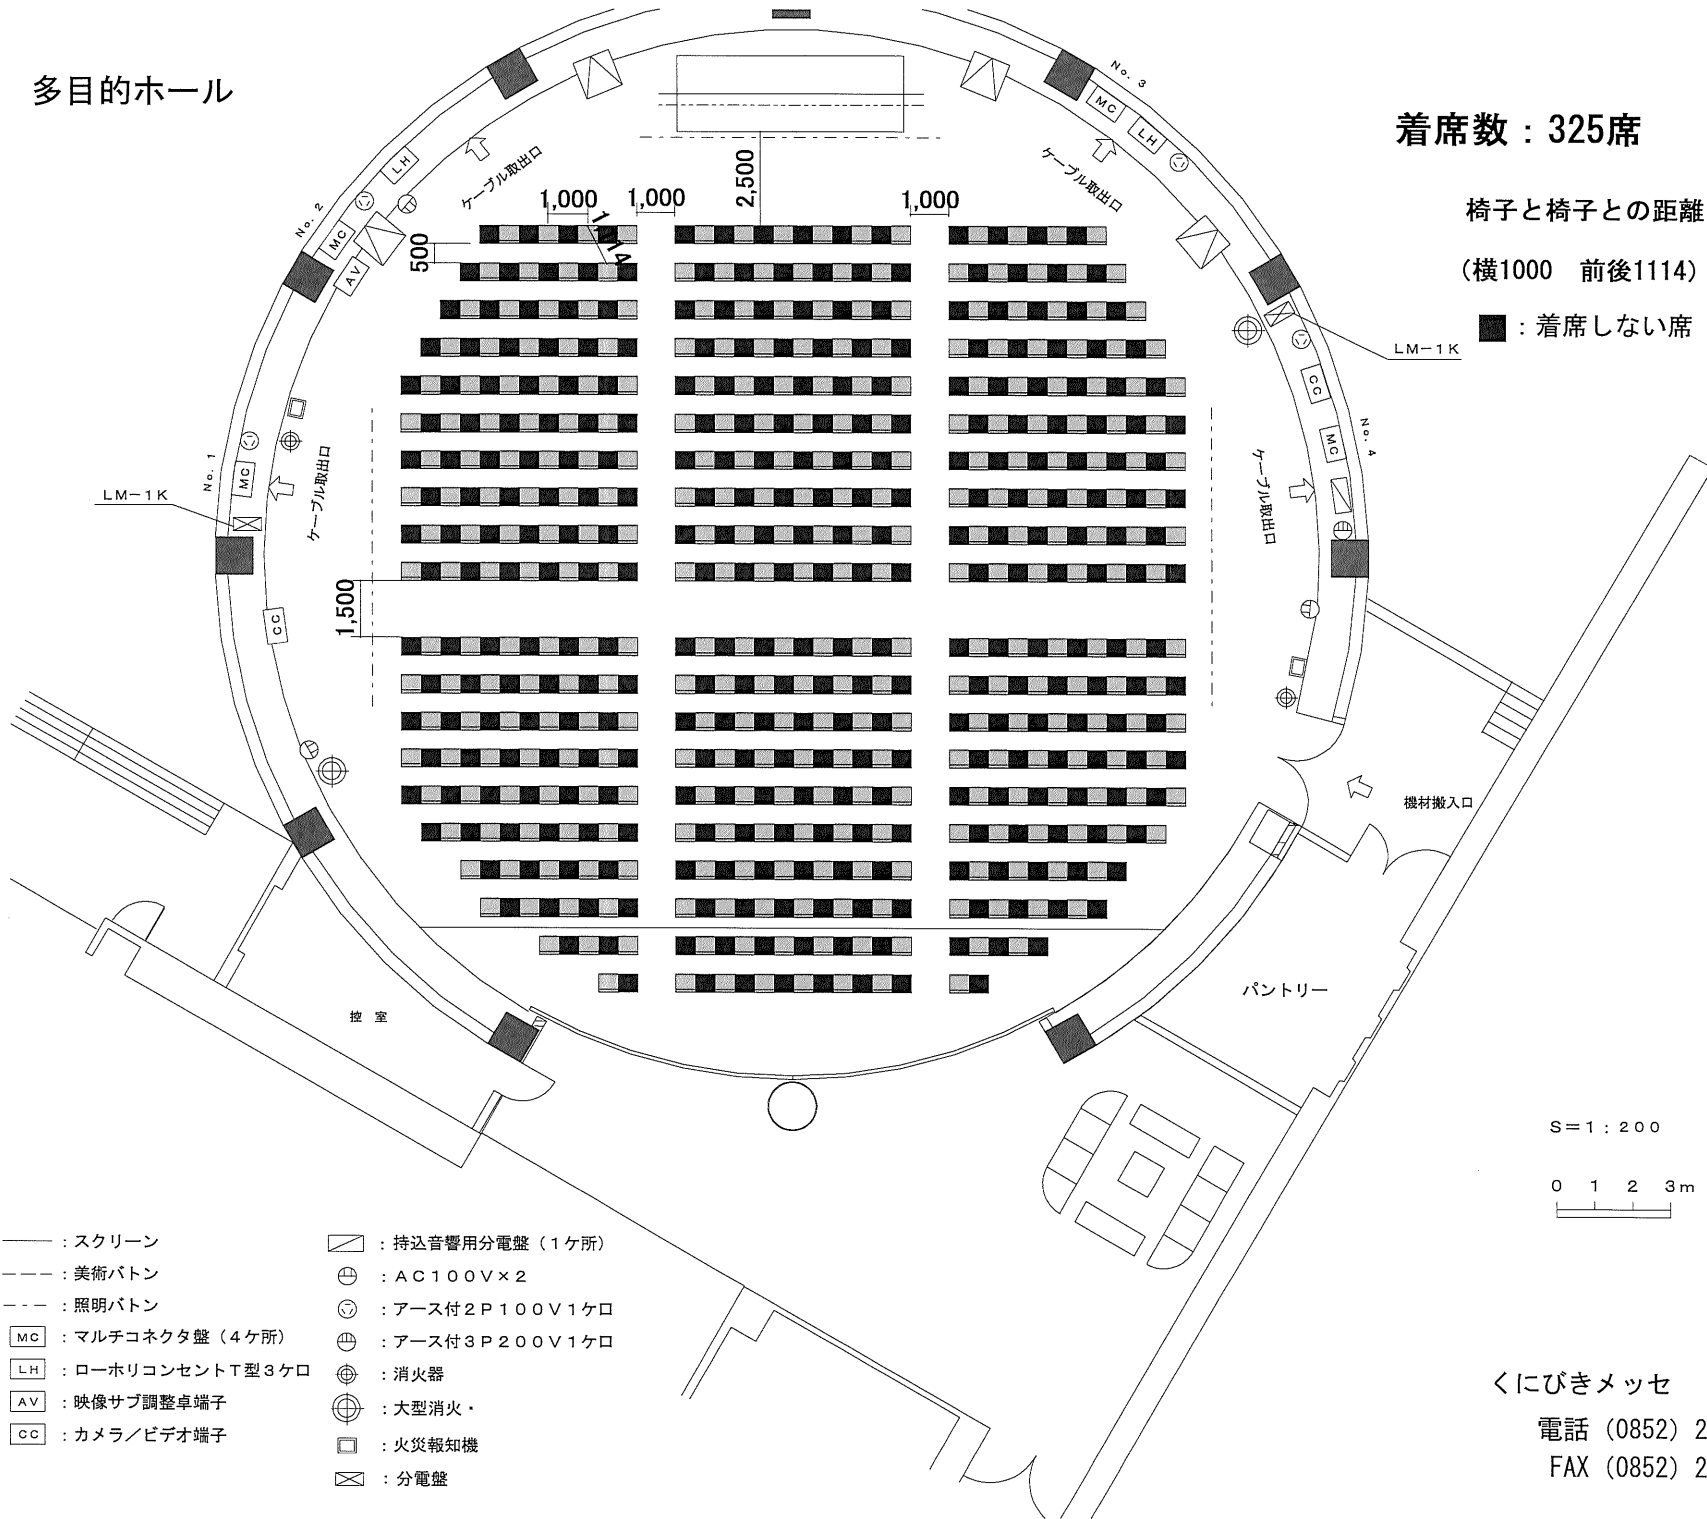 多目的ホール
着席数：325席
椅子と椅子との距離
（横1000　前後1114）
■：着席しない席
No. 3
MC
LH
ケーブル取出口
LH
ケーブル取出口
No. 2
MC
AV
1,000
1,000
2,500
1,000
1,114
500
LM−1K
CC
No. 4
MC
ケーブル取出口
No. 1
MC
ケーブル取出口
LM−1K
1,500
CC
機材搬入口
パントリー
控 室
S＝1：200
0 1 2 3m
：スクリーン
：美術バトン
：照明バトン
MC ：マルチコネクタ盤（4ケ所）
LH ：ローホリコンセントT型3ケ口
AV ：映像サブ調整卓端子
CC ：カメラ／ビデオ端子
：持込音響用分電盤（1ケ所）
：AC100V×2
：アース付2P100V1ケ口
：アース付3P200V1ケ口
：消火器
：大型消火・
：火災報知機
：分電盤
くにびきメッセ
電話（0852）2
FAX（0852）2